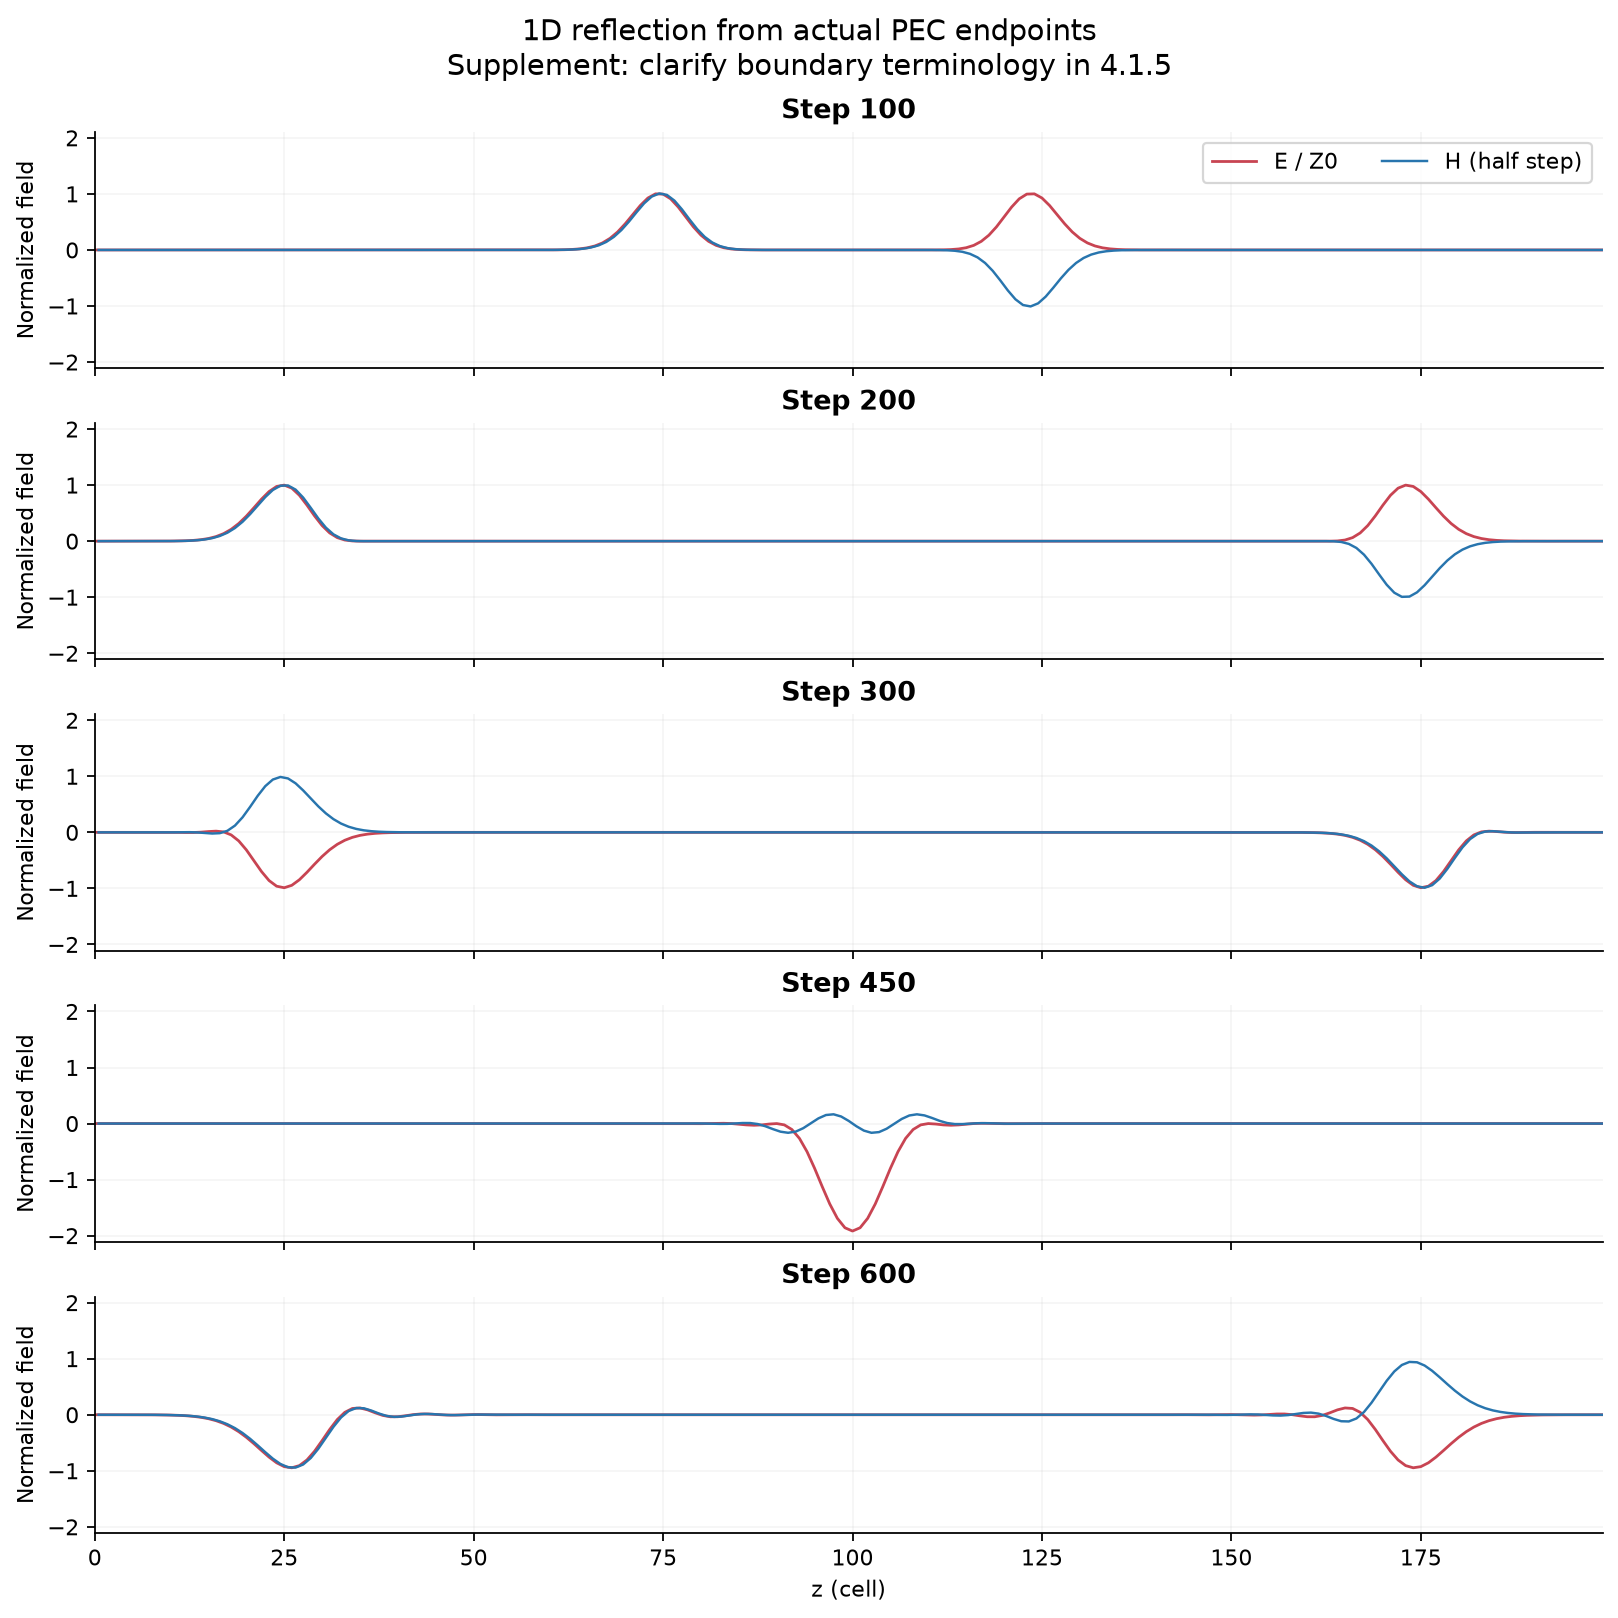 1D reflection from actual PEC endpoints
Supplement: clarify boundary terminology in 4.1.5
Step 100
Normalized field
2
1
0
−1
−2
E / Z0
H (half step)
Step 200
Normalized field
2
1
0
−1
−2
Step 300
Normalized field
2
1
0
−1
−2
Step 450
Normalized field
2
1
0
−1
−2
Step 600
Normalized field
2
1
0
−1
−2
0 25 50 75 100 125 150 175
z (cell)